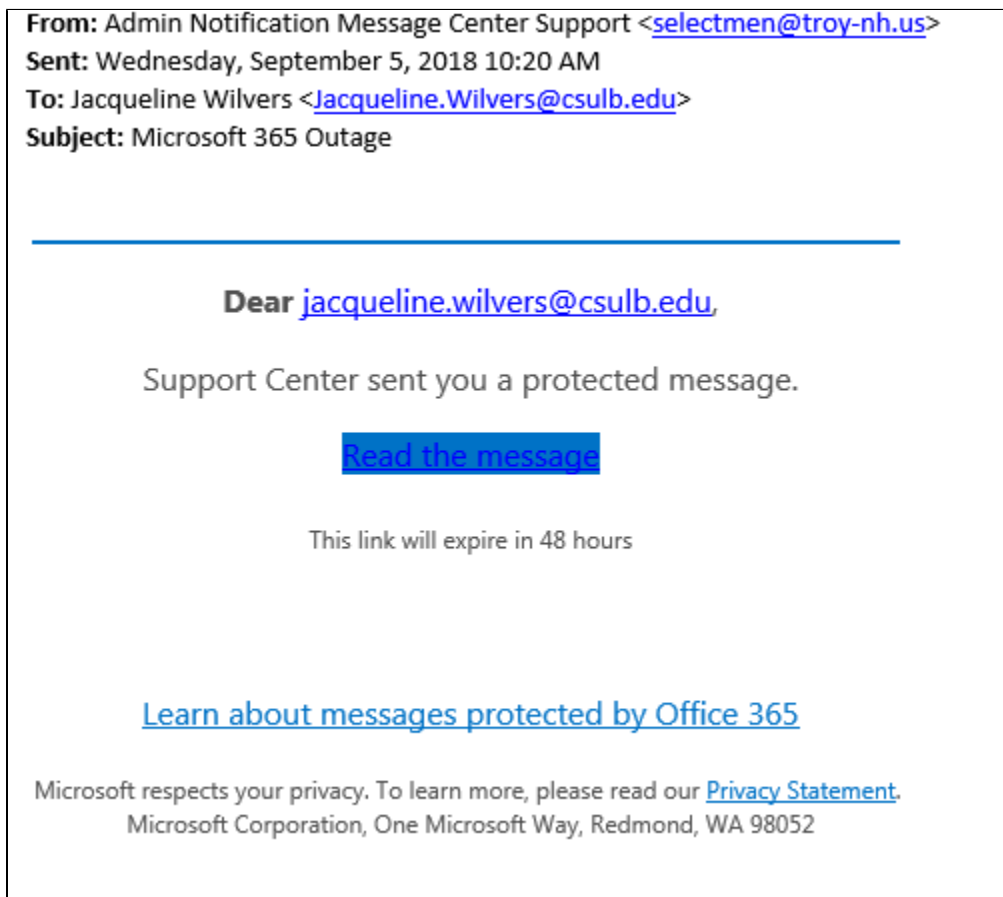 From: Admin Notification Message Center Support <selectmen@troy-nh.us>
Sent: Wednesday, September 5, 2018 10:20 AM
To: Jacqueline Wilvers <Jacqueline.Wilvers@csulb.edu>
Subject: Microsoft 365 Outage
Dear jacqueline.wilvers@csulb.edu,
Support Center sent you a protected message.
Read the message
This link will expire in 48 hours
Learn about messages protected by Office 365
Microsoft respects your privacy. To learn more, please read our Privacy Statement.
Microsoft Corporation, One Microsoft Way, Redmond, WA 98052